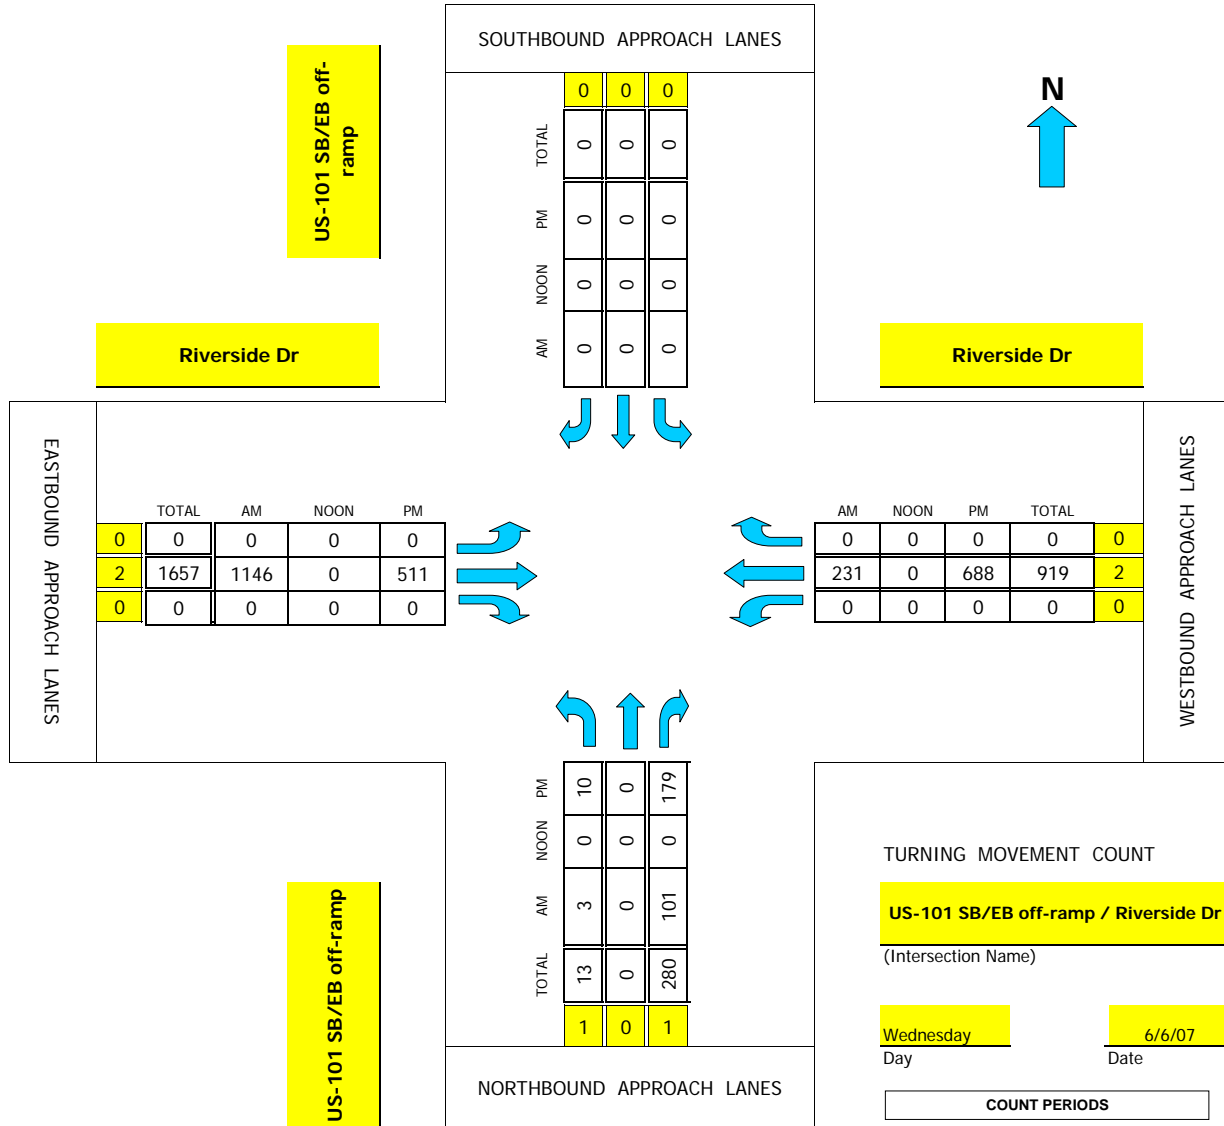 SOUTHBOUND APPROACH LANES
US-101 SB/EB off-
ramp
N
0 0 0
TOTAL 0 0 0
PM 0 0 0
NOON 0 0 0
AM 0 0 0
Riverside Dr
Riverside Dr
EASTBOUND APPROACH LANES
TOTAL AM NOON PM
0 0 0 0 0
2 1657 1146 0 511
0 0 0 0 0
AM NOON PM TOTAL
0 0 0 0 0
231 0 688 919 2
0 0 0 0 0
WESTBOUND APPROACH LANES
PM 10 0 179
NOON 0 0 0
AM 3 0 101
TOTAL 13 0 280
1 0 1
US-101 SB/EB off-ramp
NORTHBOUND APPROACH LANES
TURNING MOVEMENT COUNT
US-101 SB/EB off-ramp / Riverside Dr
(Intersection Name)
Wednesday 6/6/07
Day Date
COUNT PERIODS